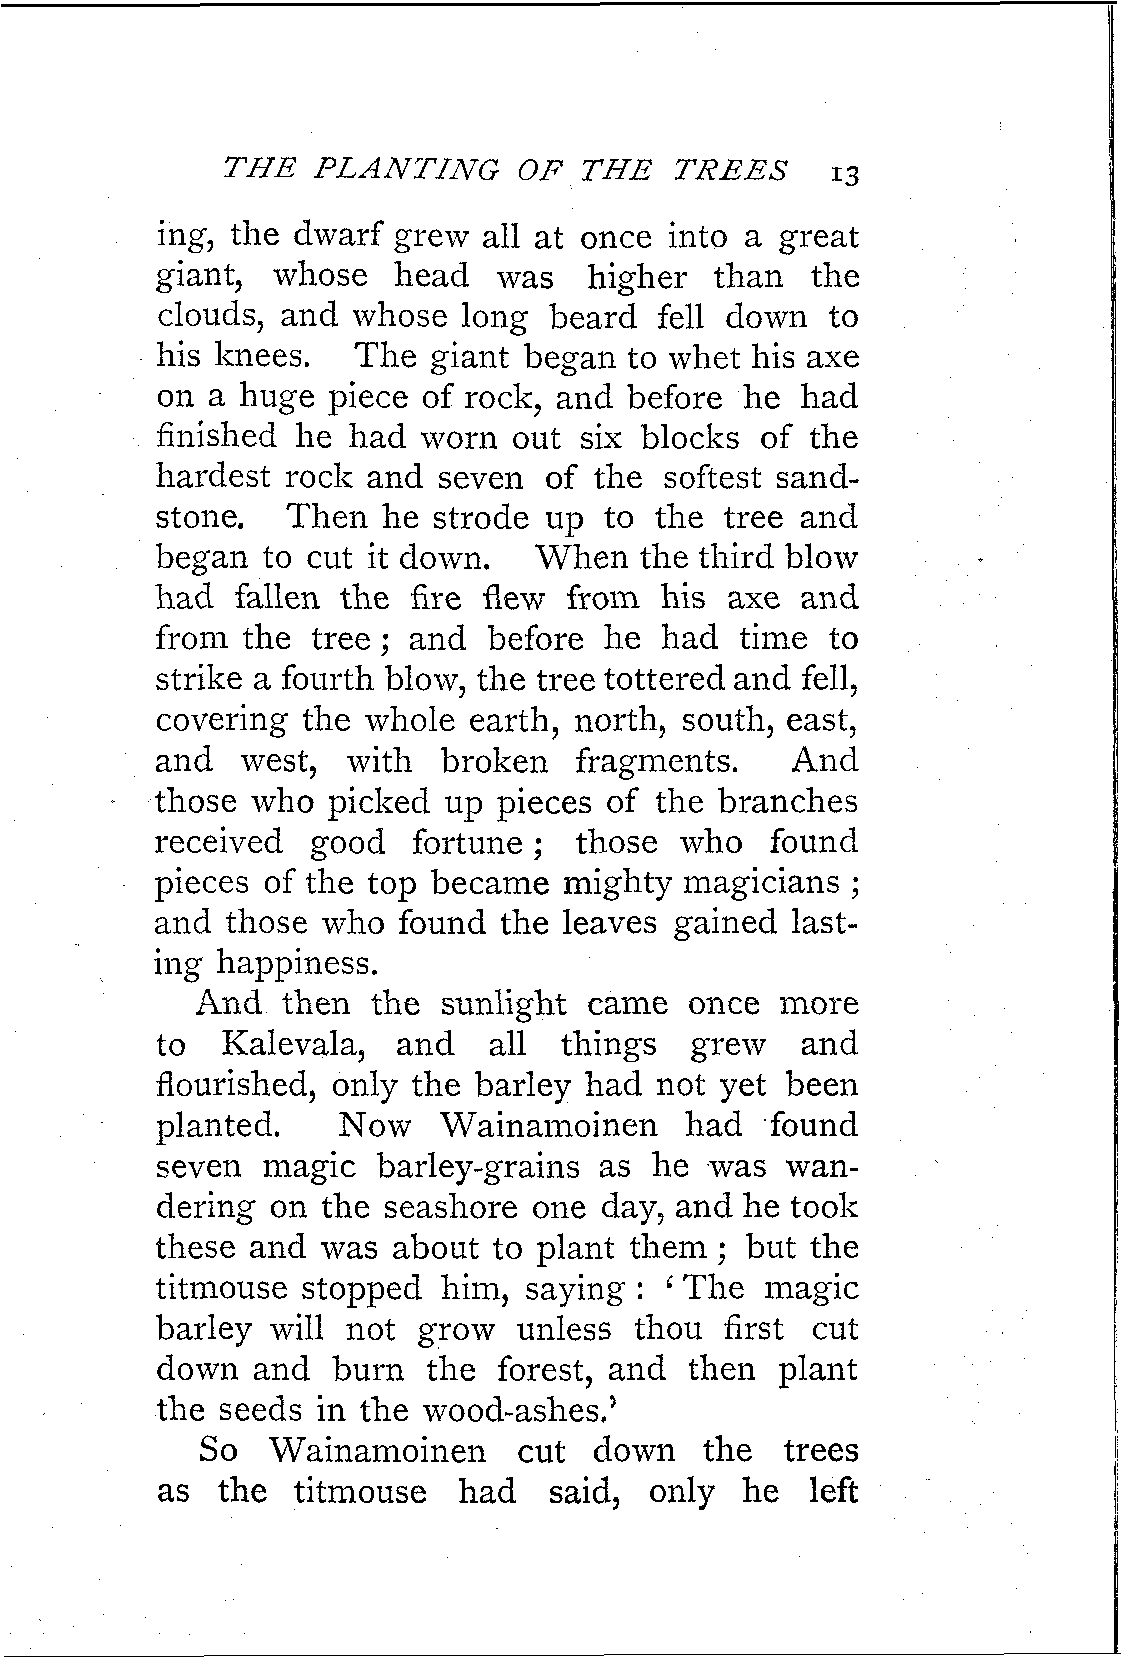 THE PLANTING OF THE TREES 13
ing, the dwarf grew all at once into a great
giant, whose head was higher than the
clouds, and whose long beard fell down to
his knees. The giant began to whet his axe
on a huge piece of rock, and before he had
finished he had worn out six blocks of the
hardest rock and seven of the softest sand-
stone. Then he strode up to the tree and
began to cut it down. When the third blow
had fallen the fire flew from his axe and
from the tree ; and before he had time to
strike a fourth blow, the tree tottered and fell,
covering the whole earth, north, south, east,
and west, with broken fragments. And
those who picked up pieces of the branches
received good fortune ; those who found
pieces of the top became mighty magicians ;
and those who found the leaves gained last-
ing happiness.
And then the sunlight came once more
to Kalevala, and all things grew and
flourished, only the barley had not yet been
planted. Now Wainamoinen had found
seven magic barley-grains as he was wan-
dering on the seashore one day, and he took
these and was about to plant them ; but the
titmouse stopped him, saying : ‘ The magic
barley will not grow unless thou first cut
down and burn the forest, and then plant
the seeds in the wood-ashes.’
So Wainamoinen cut down the trees
as the titmouse had said, only he left